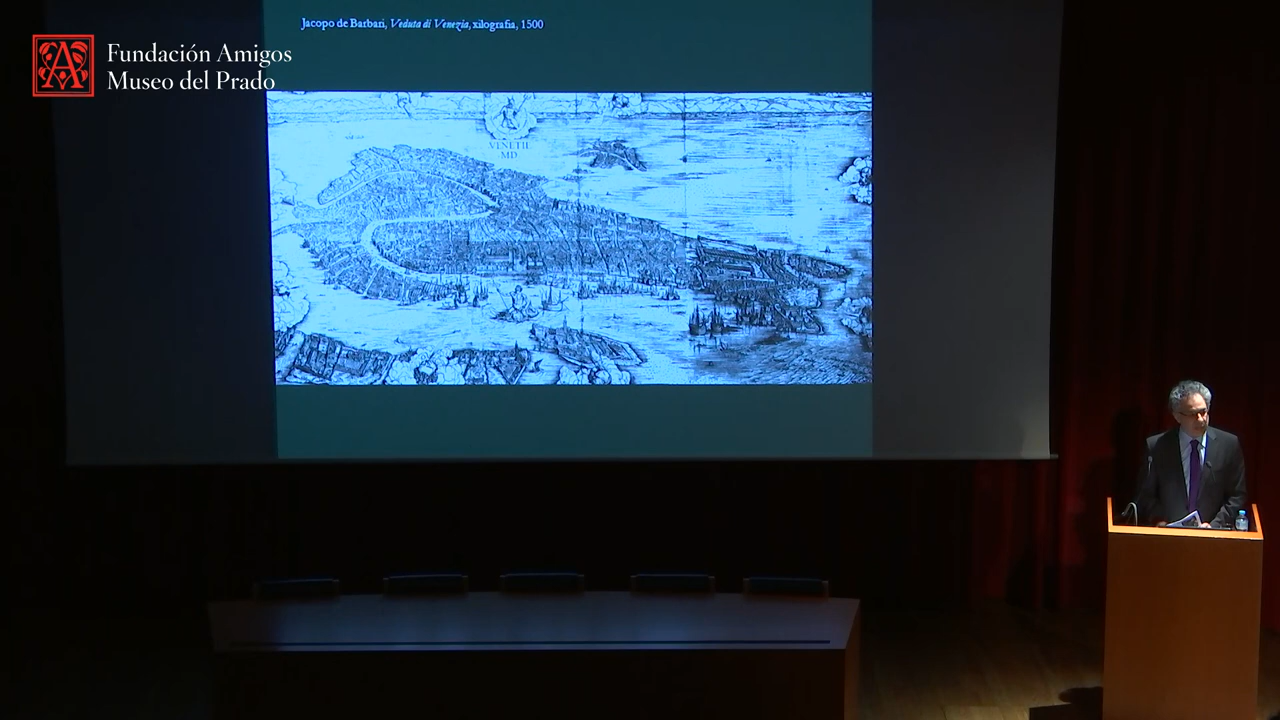 Jacopo de Barbari, Veduta di Venezia, xilografia, 1500
Fundación Amigos
Museo del Prado
VENETIE
MD